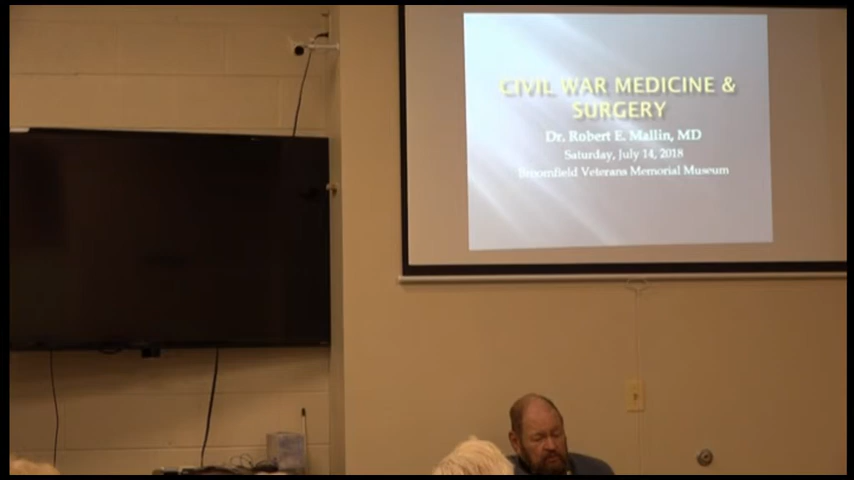 CIVIL WAR MEDICINE &
SURGERY
Dr. Robert E. Mallin, MD
Saturday, July 14, 2018
Broomfield Veterans Memorial Museum